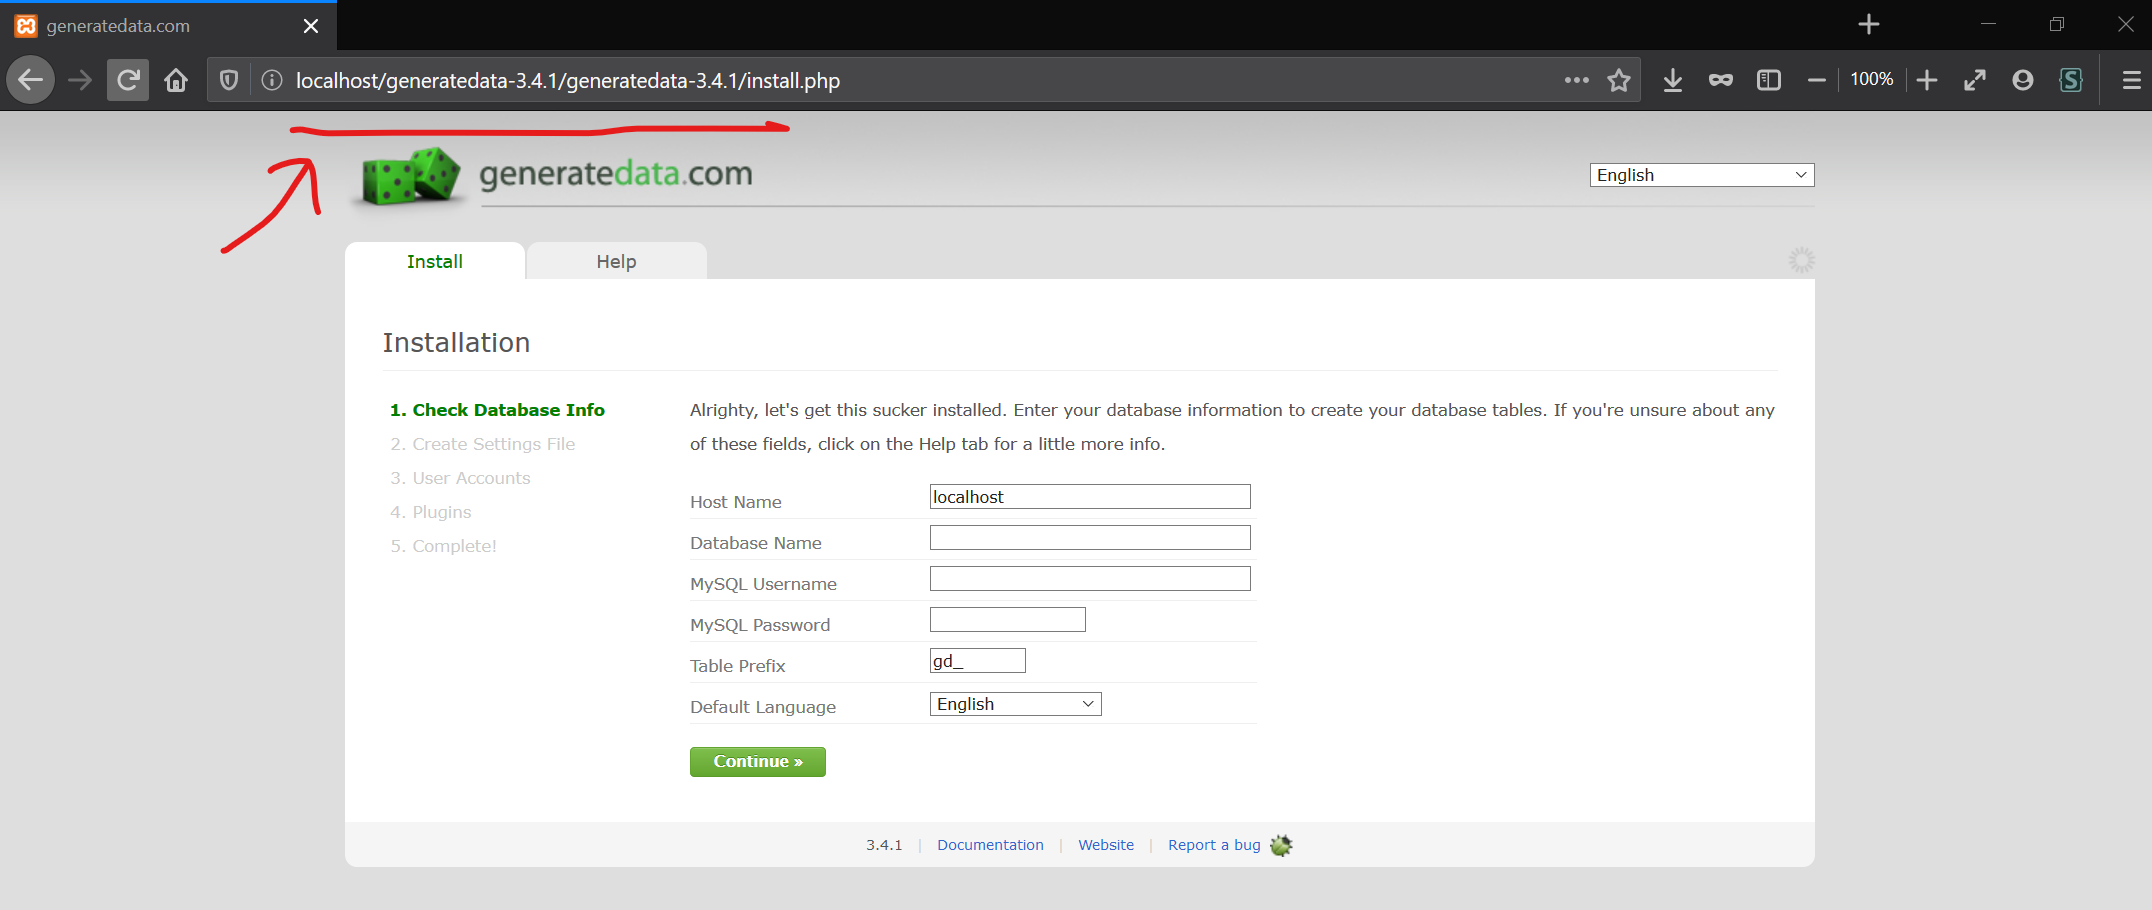 generatedata.com
localhost/generatedata-3.4.1/generatedata-3.4.1/install.php
100%
S
generatedata.com
English
Install
Help
Installation
1. Check Database Info
2. Create Settings File
3. User Accounts
4. Plugins
5. Complete!
Alrighty, let's get this sucker installed. Enter your database information to create your database tables. If you're unsure about any
of these fields, click on the Help tab for a little more info.
Host Name localhost
Database Name
MySQL Username
MySQL Password
Table Prefix gd_
Default Language English
Continue »
3.4.1 | Documentation | Website | Report a bug